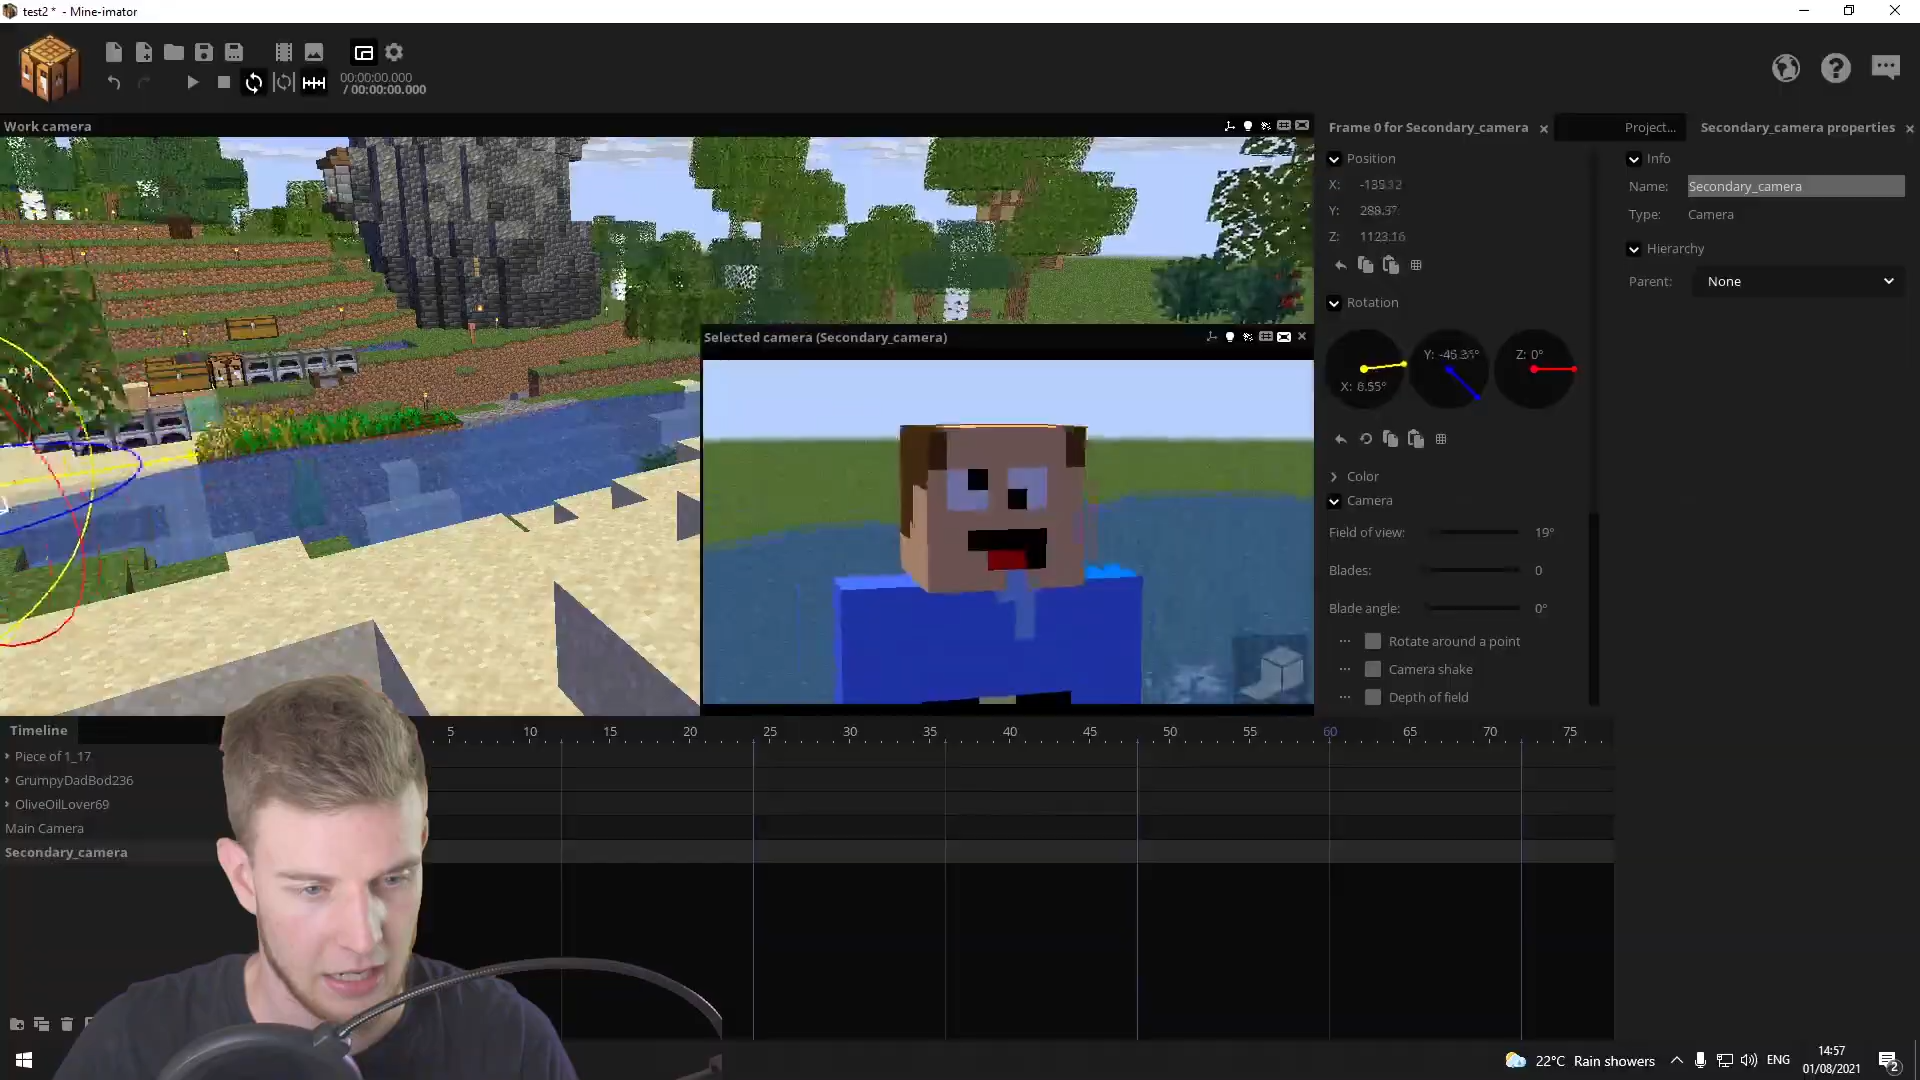 test2 * - Mine-imator
00:00:00.000
/ 00:00:00.000
Work camera
Selected camera (Secondary_camera)
Frame 0 for Secondary_camera
Position
X:
Y:
Z: 1123.16
Rotation
X: 6.55°
Z: 0°
Color
Camera
Field of view: 19°
Blades: 0
Blade angle: 0°
Rotate around a point
Camera shake
Depth of field
Project...
Secondary_camera properties
Info
Name: Secondary_camera
Type: Camera
Hierarchy
Parent: None
Timeline
5 10 15 20 25 30 35 40 45 50 55 60 65 70 75
Piece of 1_17
GrumpyDadBod236
OliveOilLover69
Main Camera
Secondary_camera
22°C Rain showers
ENG
14:57
01/08/2021
2